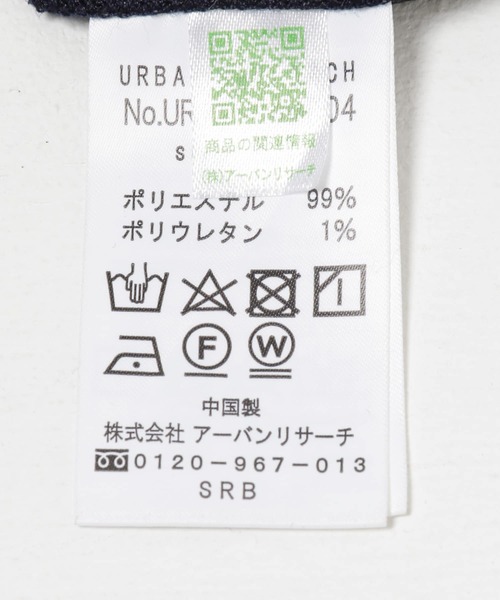 URBA CH
No.UR 04
商品の関連情報
S
(株)アーバンリサーチ
ポリエステル 99%
ポリウレタン 1%
F W
中国製
株式会社 アーバンリサーチ
0120-967-013
SRB